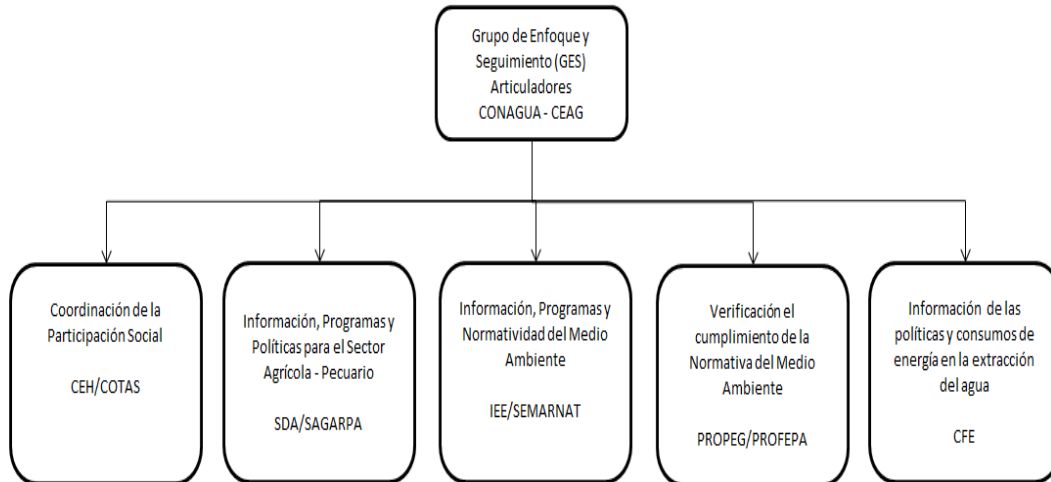 Grupo de Enfoque y
Seguimiento (GES)
Articuladores
CONAGUA - CEAG
Coordinación de la
Participación Social
CEH/COTAS
Información, Programas y
Políticas para el Sector
Agrícola - Pecuario
SDA/SAGARPA
Información, Programas y
Normatividad del Medio
Ambiente
IEE/SEMARNAT
Verificación el
cumplimiento de la
Normativa del Medio
Ambiente
PROPEG/PROFEPA
Información de las
políticas y consumos de
energía en la extracción
del agua
CFE